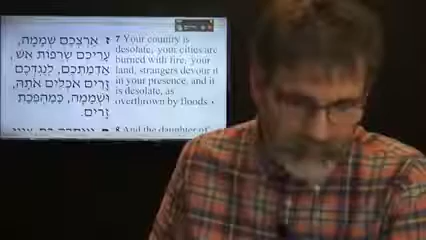 ז אַרְצְכֶם שְׁמָמָה,
עָרֵיכֶם שְׂרֻפוֹת אֵשׁ;
אַדְמַתְכֶם, לְנֶגְדְּכֶם
זָרִים אֹכְלִים אֹתָהּ,
וּשְׁמָמָה, כְּמַהְפֵּכַת
זָרִים.
7 Your country is
desolate, your cities are
burned with fire, your
land, strangers devour it
in your presence, and it
is desolate, as
overthrown by floods
8 And the daughter of